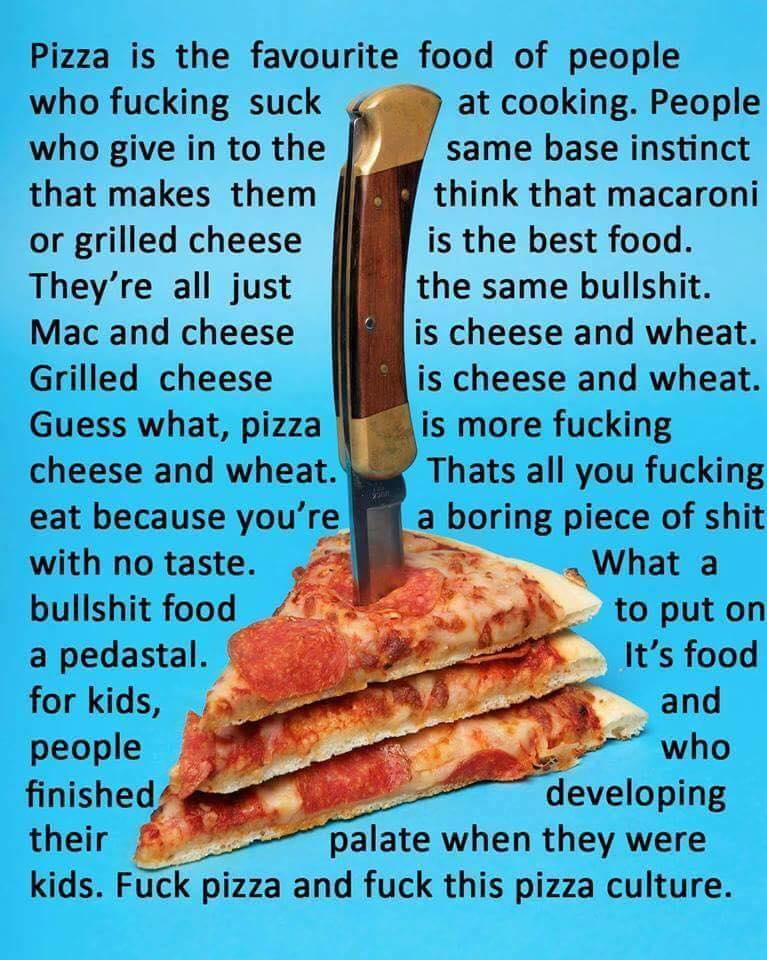 Pizza is the favourite food of people
who fucking suck at cooking. People
who give in to the same base instinct
that makes them think that macaroni
or grilled cheese is the best food.
They're all just the same bullshit.
Mac and cheese is cheese and wheat.
Grilled cheese is cheese and wheat.
Guess what, pizza is more fucking
cheese and wheat. Thats all you fucking
eat because you're a boring piece of shit
with no taste. What a
bullshit food to put on
a pedastal. It's food
for kids, and
people who
finished developing
their palate when they were
kids. Fuck pizza and fuck this pizza culture.